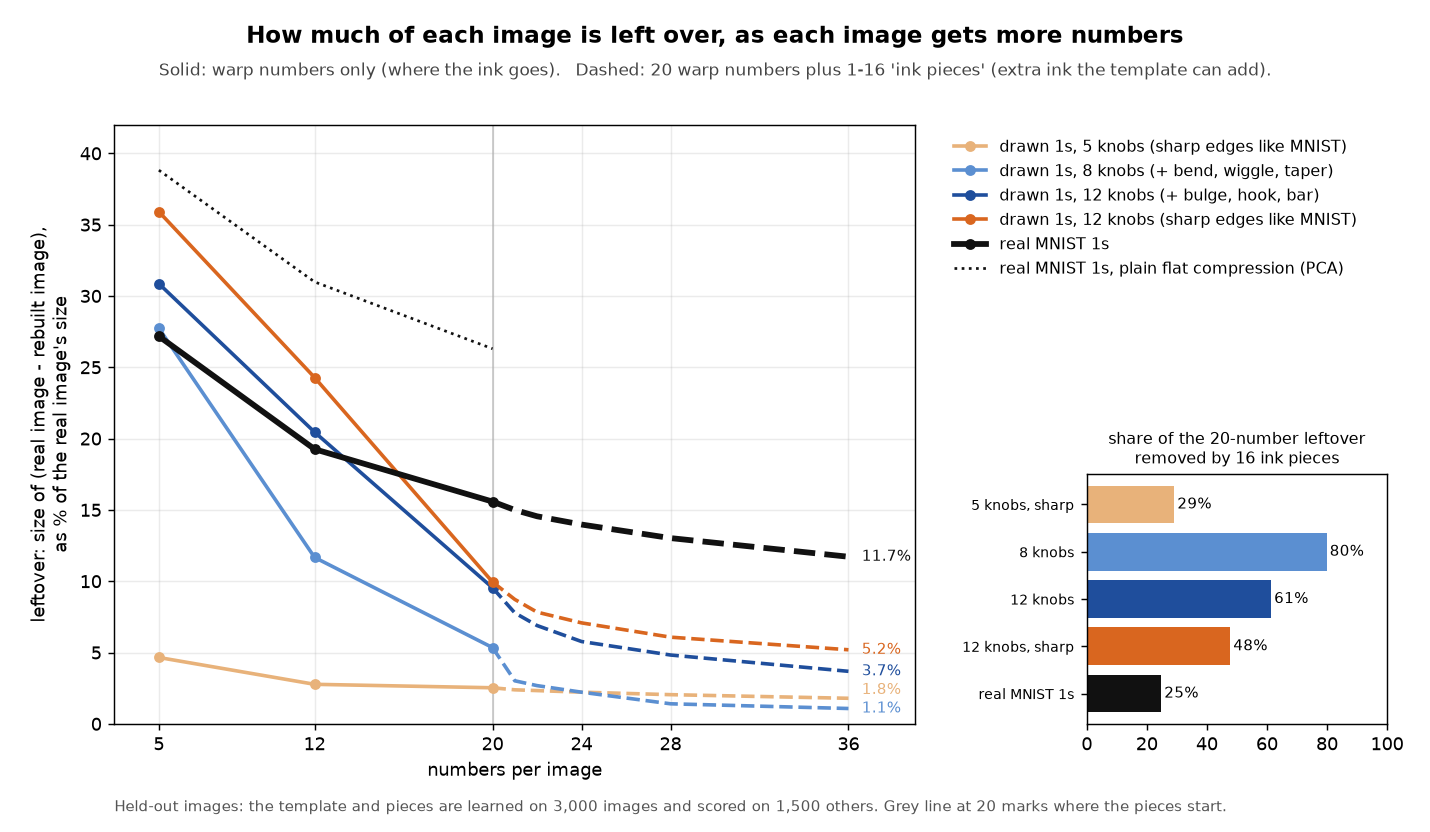 How much of each image is left over, as each image gets more numbers
Solid: warp numbers only (where the ink gons).   Dashed: 20 warp numbers plus 1-16 'ink pieces' (extra ink the template can add).
leftover: size of (real image - rebuilt image),
as % of the real image's size
40
35
30
25
20
15
10
5
0
5
12
20
24
28
36
numbers per image
11.7%
5.2%
3.7%
1.8%
1.1%
drawn 1s, 5 knobs (sharp edges like MNIST)
drawn 1s, 8 knobs (+ bend, wiggle, taper)
drawn 1s, 12 knobs (+ bulge, hook, bar)
drawn 1s, 12 knobs (sharp edges like MNIST)
real MNIST 1s
real MNIST 1s, plain flat compression (PCA)
share of the 20-number leftover
removed by 16 ink pieces
5 knobs, sharp
29%
8 knobs
80%
12 knobs
61%
12 knobs, sharp
48%
real MNIST 1s
25%
0
20
40
60
80
100
Held-out images: the template and pieces are learned on 3,000 images and scored on 1,500 others. Grey line at 20 marks where the pieces start.